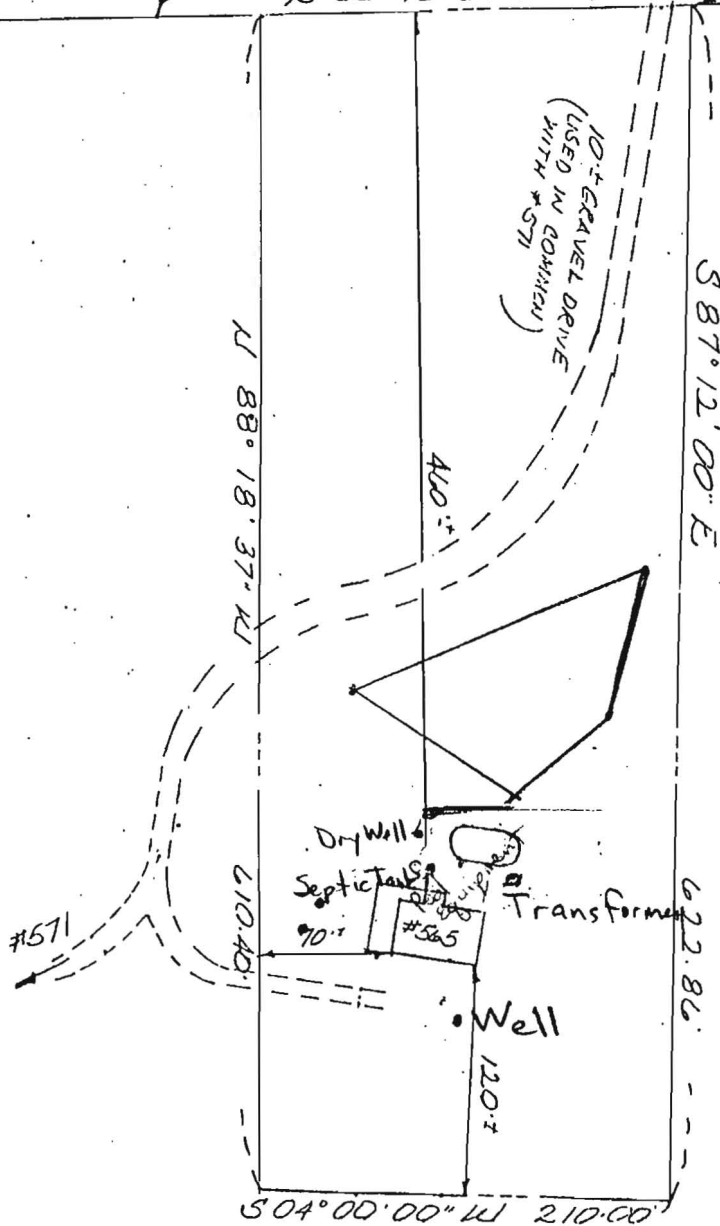 10'± GRAVEL DRIVE
(USED IN COMMON
WITH #571)
S 87° 12' 00" E
N 88° 18' 37" W
460'±
Dry Well
Septic Tanks
Transformer
#565
70'±
#571
610.40'
622.86'
Well
120'±
S 04° 00' 00" W 210.00'